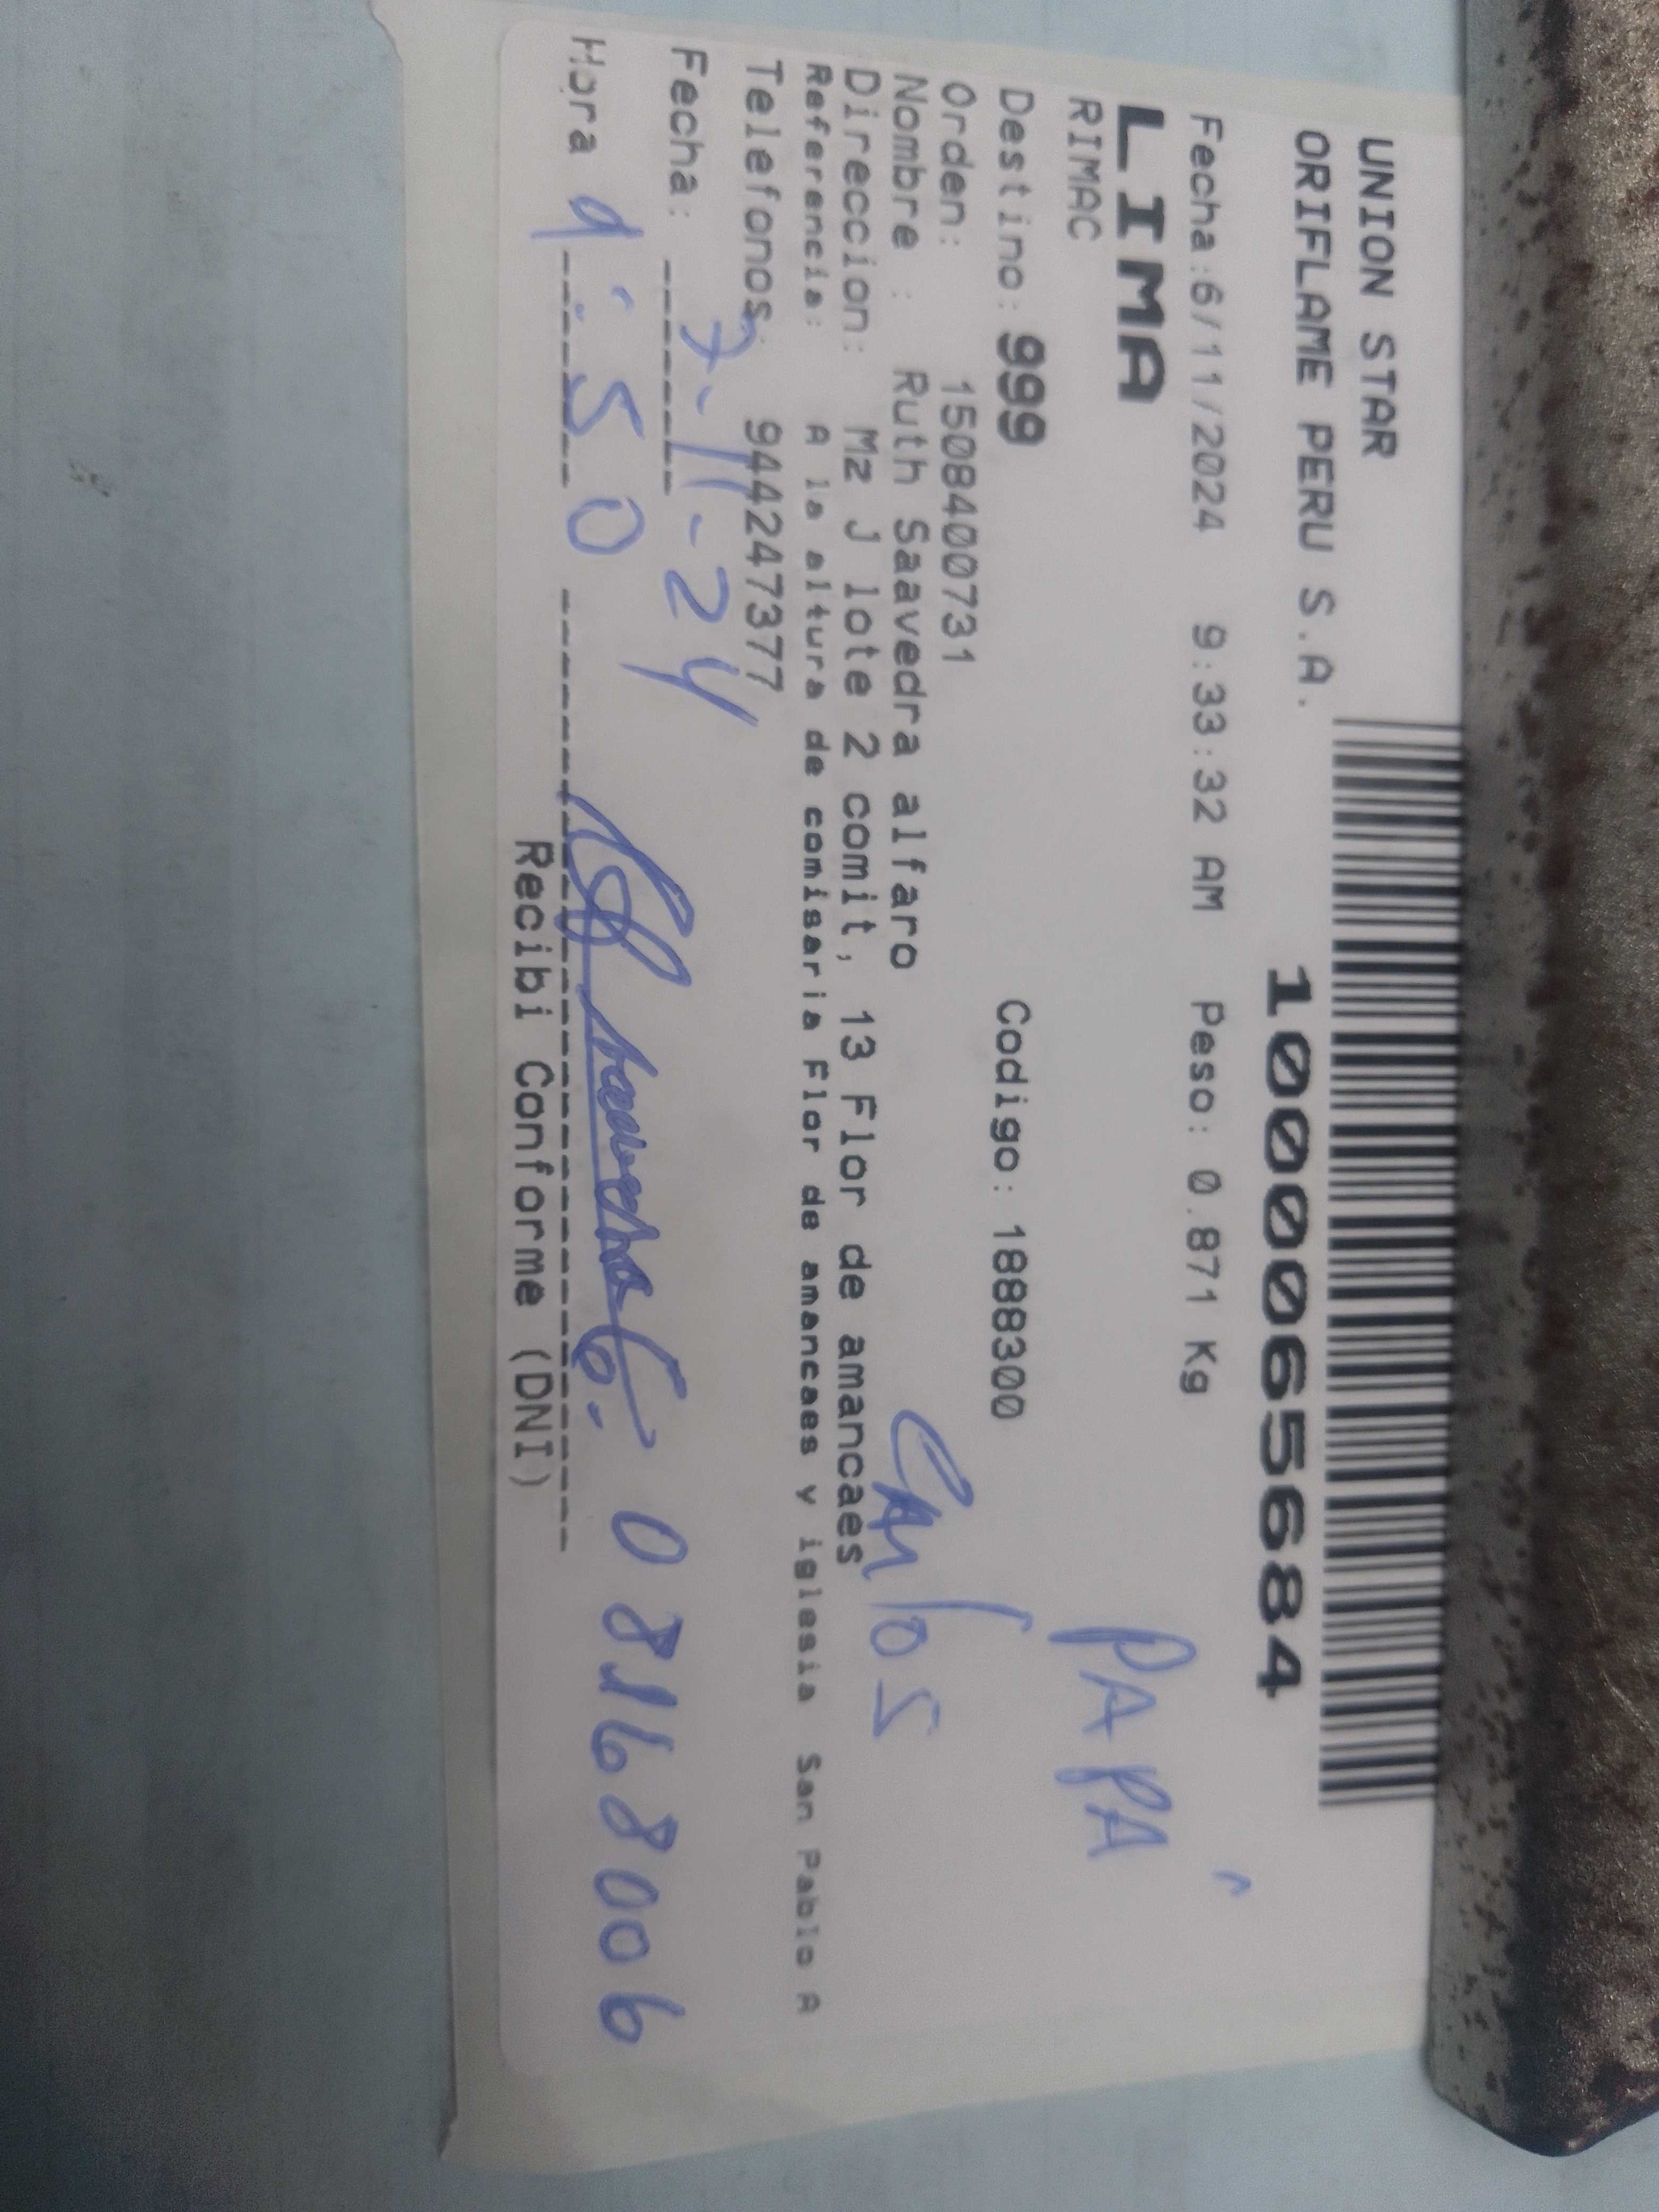 UNION STAR
ORIFLAME PERU S.A.
10000656684
Fecha:6/11/2024 9:33:32 AM Peso: 0.871 Kg
LIMA
RIMAC
PAPA
Destino: 999 Codigo: 1888300
Orden: 15084000731
Nombre : Ruth Saavedra alfaro
Carlos
Direccion: Mz J lote 2 comit, 13 Flor de amancaes
Referencia: A la altura de comisaria Flor de amancaes y iglesia San Pablo A
Telefonos: 944247377
Fecha: 7-11-24
Hora 9:50 08168006
Recibi Conforme (DNI)